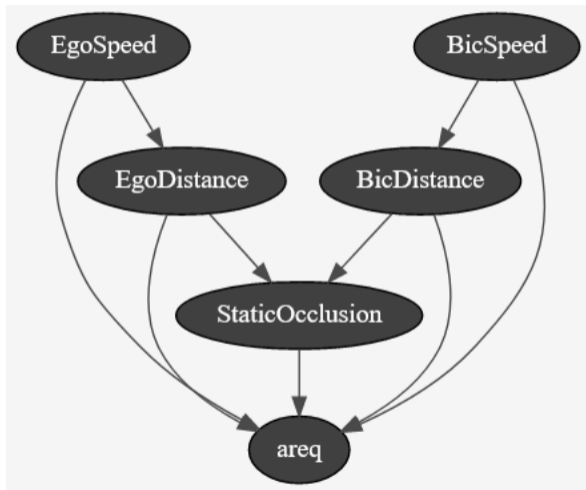 EgoSpeed
BicSpeed
EgoDistance
BicDistance
StaticOcclusion
areq